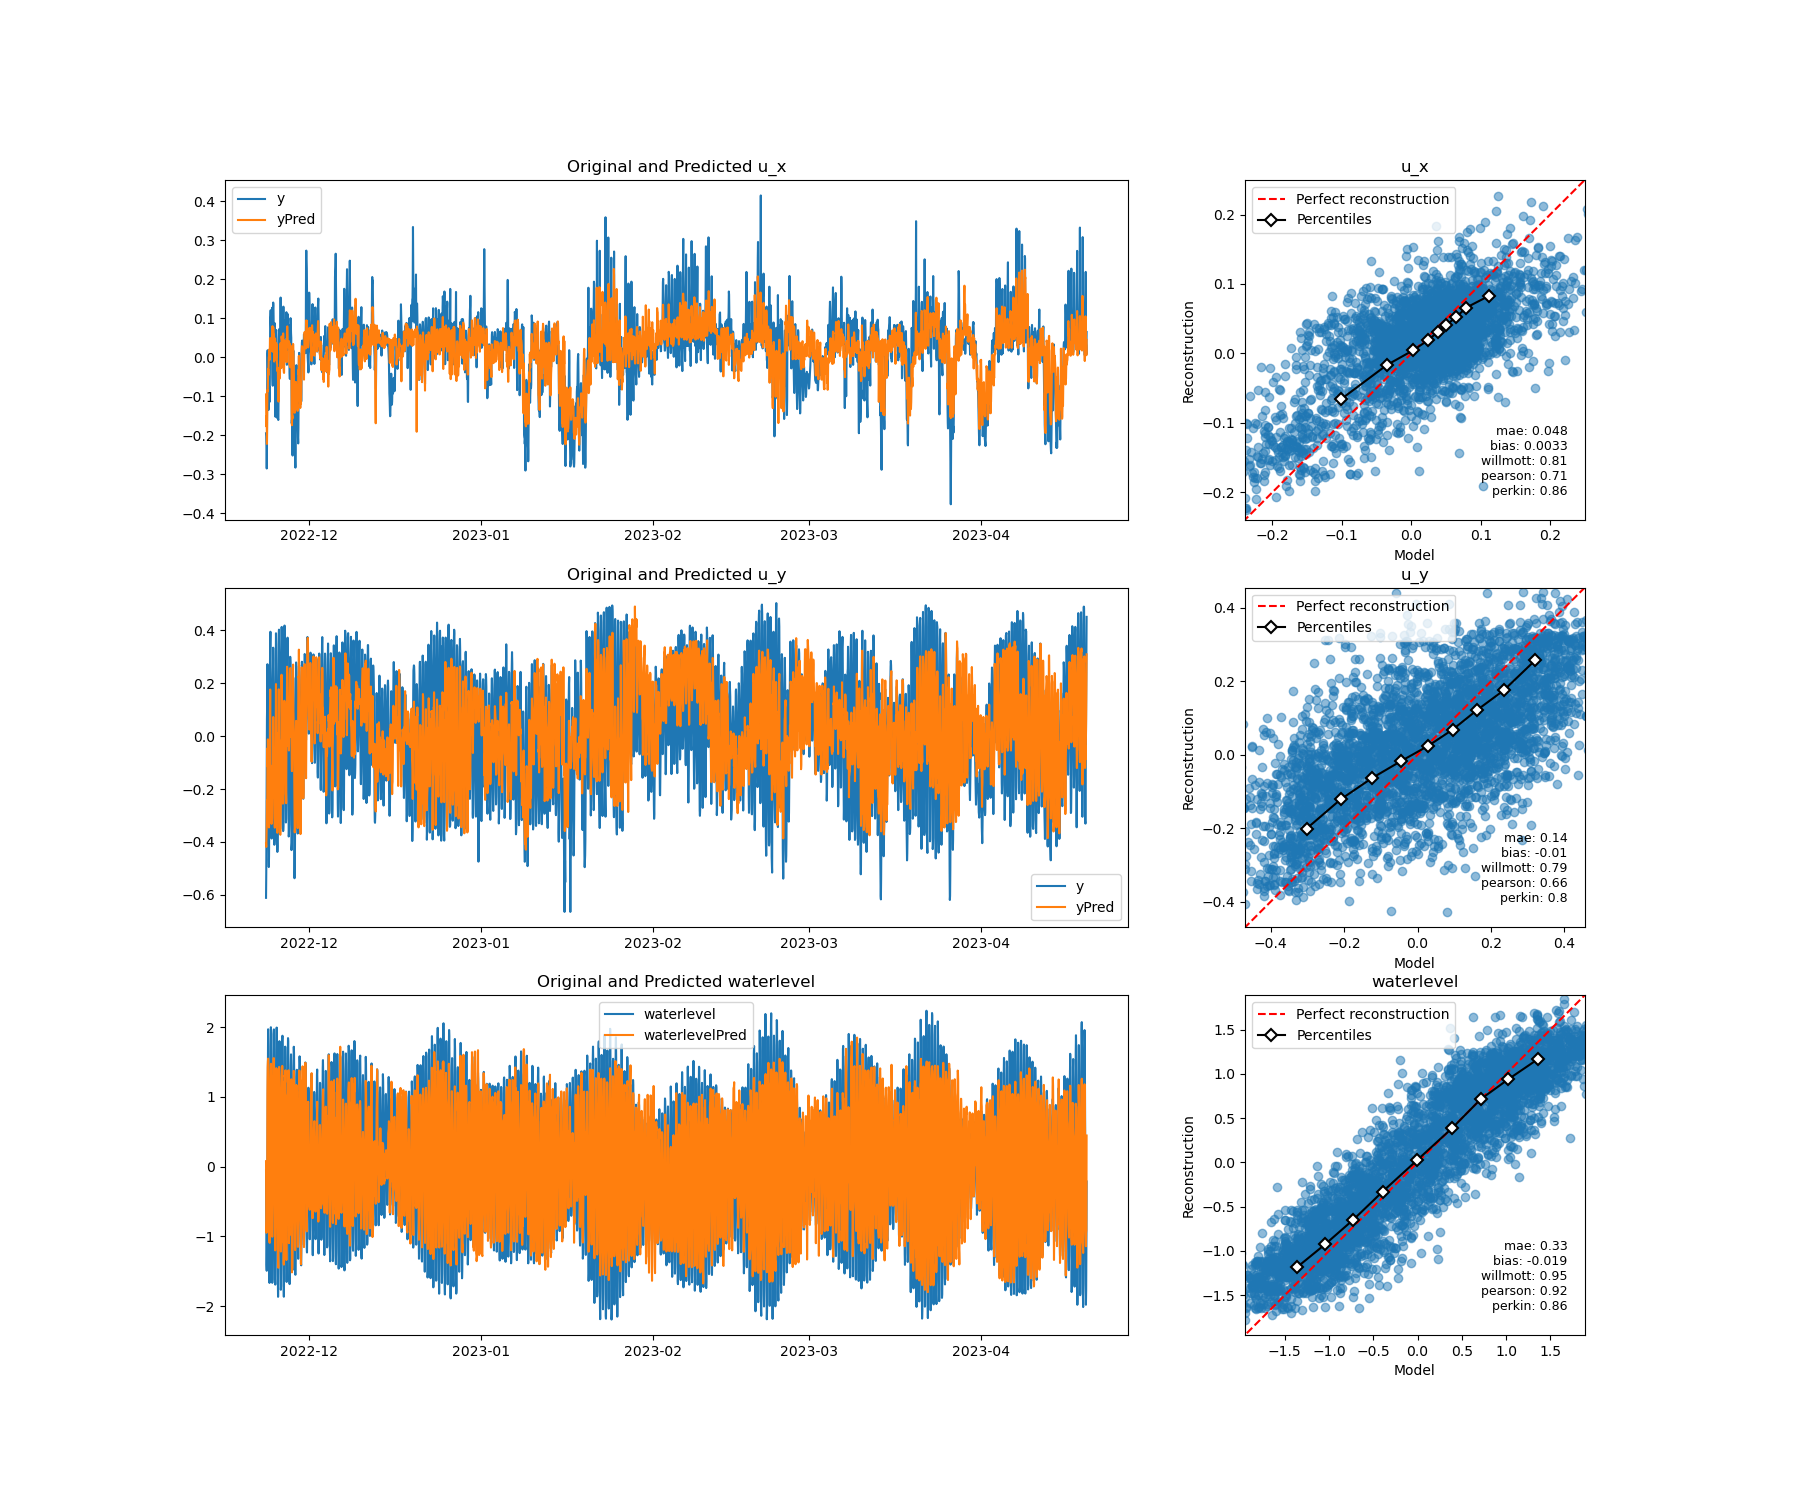 Original and Predicted u_x
y
yPred
0.4
0.3
0.2
0.1
0.0
−0.1
−0.2
−0.3
−0.4
2022-12 2023-01 2023-02 2023-03 2023-04
u_x
Perfect reconstruction
Percentiles
Reconstruction
0.2
0.1
0.0
−0.1
−0.2
mae: 0.048
bias: 0.0033
willmott: 0.81
pearson: 0.71
perkin: 0.86
−0.2 −0.1 0.0 0.1 0.2
Model
Original and Predicted u_y
0.4
0.2
0.0
−0.2
−0.4
−0.6
y
yPred
2022-12 2023-01 2023-02 2023-03 2023-04
u_y
Perfect reconstruction
Percentiles
Reconstruction
0.4
0.2
0.0
−0.2
−0.4
mae: 0.14
bias: -0.01
willmott: 0.79
pearson: 0.66
perkin: 0.8
−0.4 −0.2 0.0 0.2 0.4
Model
Original and Predicted waterlevel
waterlevel
waterlevelPred
2
1
0
−1
−2
2022-12 2023-01 2023-02 2023-03 2023-04
waterlevel
Perfect reconstruction
Percentiles
Reconstruction
1.5
1.0
0.5
0.0
−0.5
−1.0
−1.5
mae: 0.33
bias: -0.019
willmott: 0.95
pearson: 0.92
perkin: 0.86
−1.5 −1.0 −0.5 0.0 0.5 1.0 1.5
Model